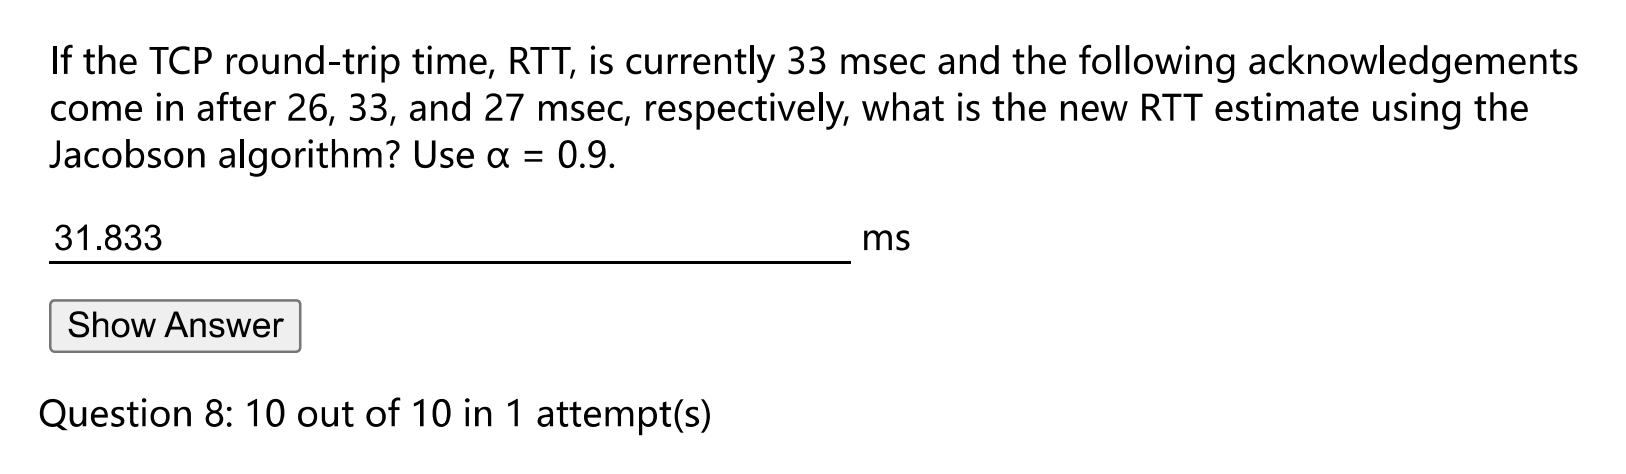 If the TCP round-trip time, RTT, is currently 33 msec and the following acknowledgements
come in after 26, 33, and 27 msec, respectively, what is the new RTT estimate using the
Jacobson algorithm? Use α = 0.9.
31.833 ms
Show Answer
Question 8: 10 out of 10 in 1 attempt(s)